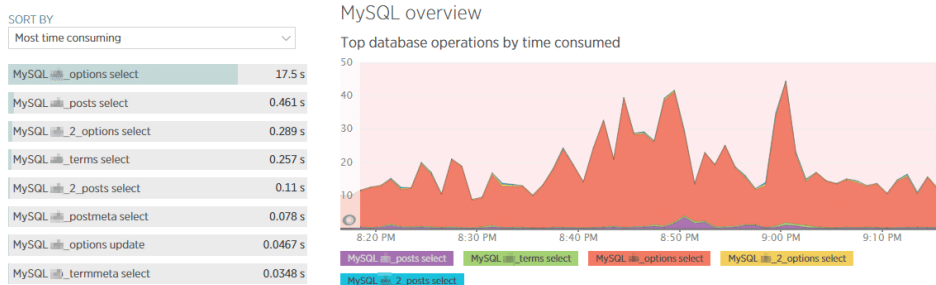 SORT BY
Most time consuming
MySQL _options select 17.5 s
MySQL _posts select 0.461 s
MySQL _2_options select 0.289 s
MySQL _terms select 0.257 s
MySQL _2_posts select 0.11 s
MySQL _postmeta select 0.078 s
MySQL _options update 0.0467 s
MySQL _termmeta select 0.0348 s
MySQL overview
Top database operations by time consumed
50
40
30
20
10
8:20 PM 8:30 PM 8:40 PM 8:50 PM 9:00 PM 9:10 PM
MySQL _posts select MySQL _terms select MySQL _options select MySQL _2_options select
MySQL _2_posts select